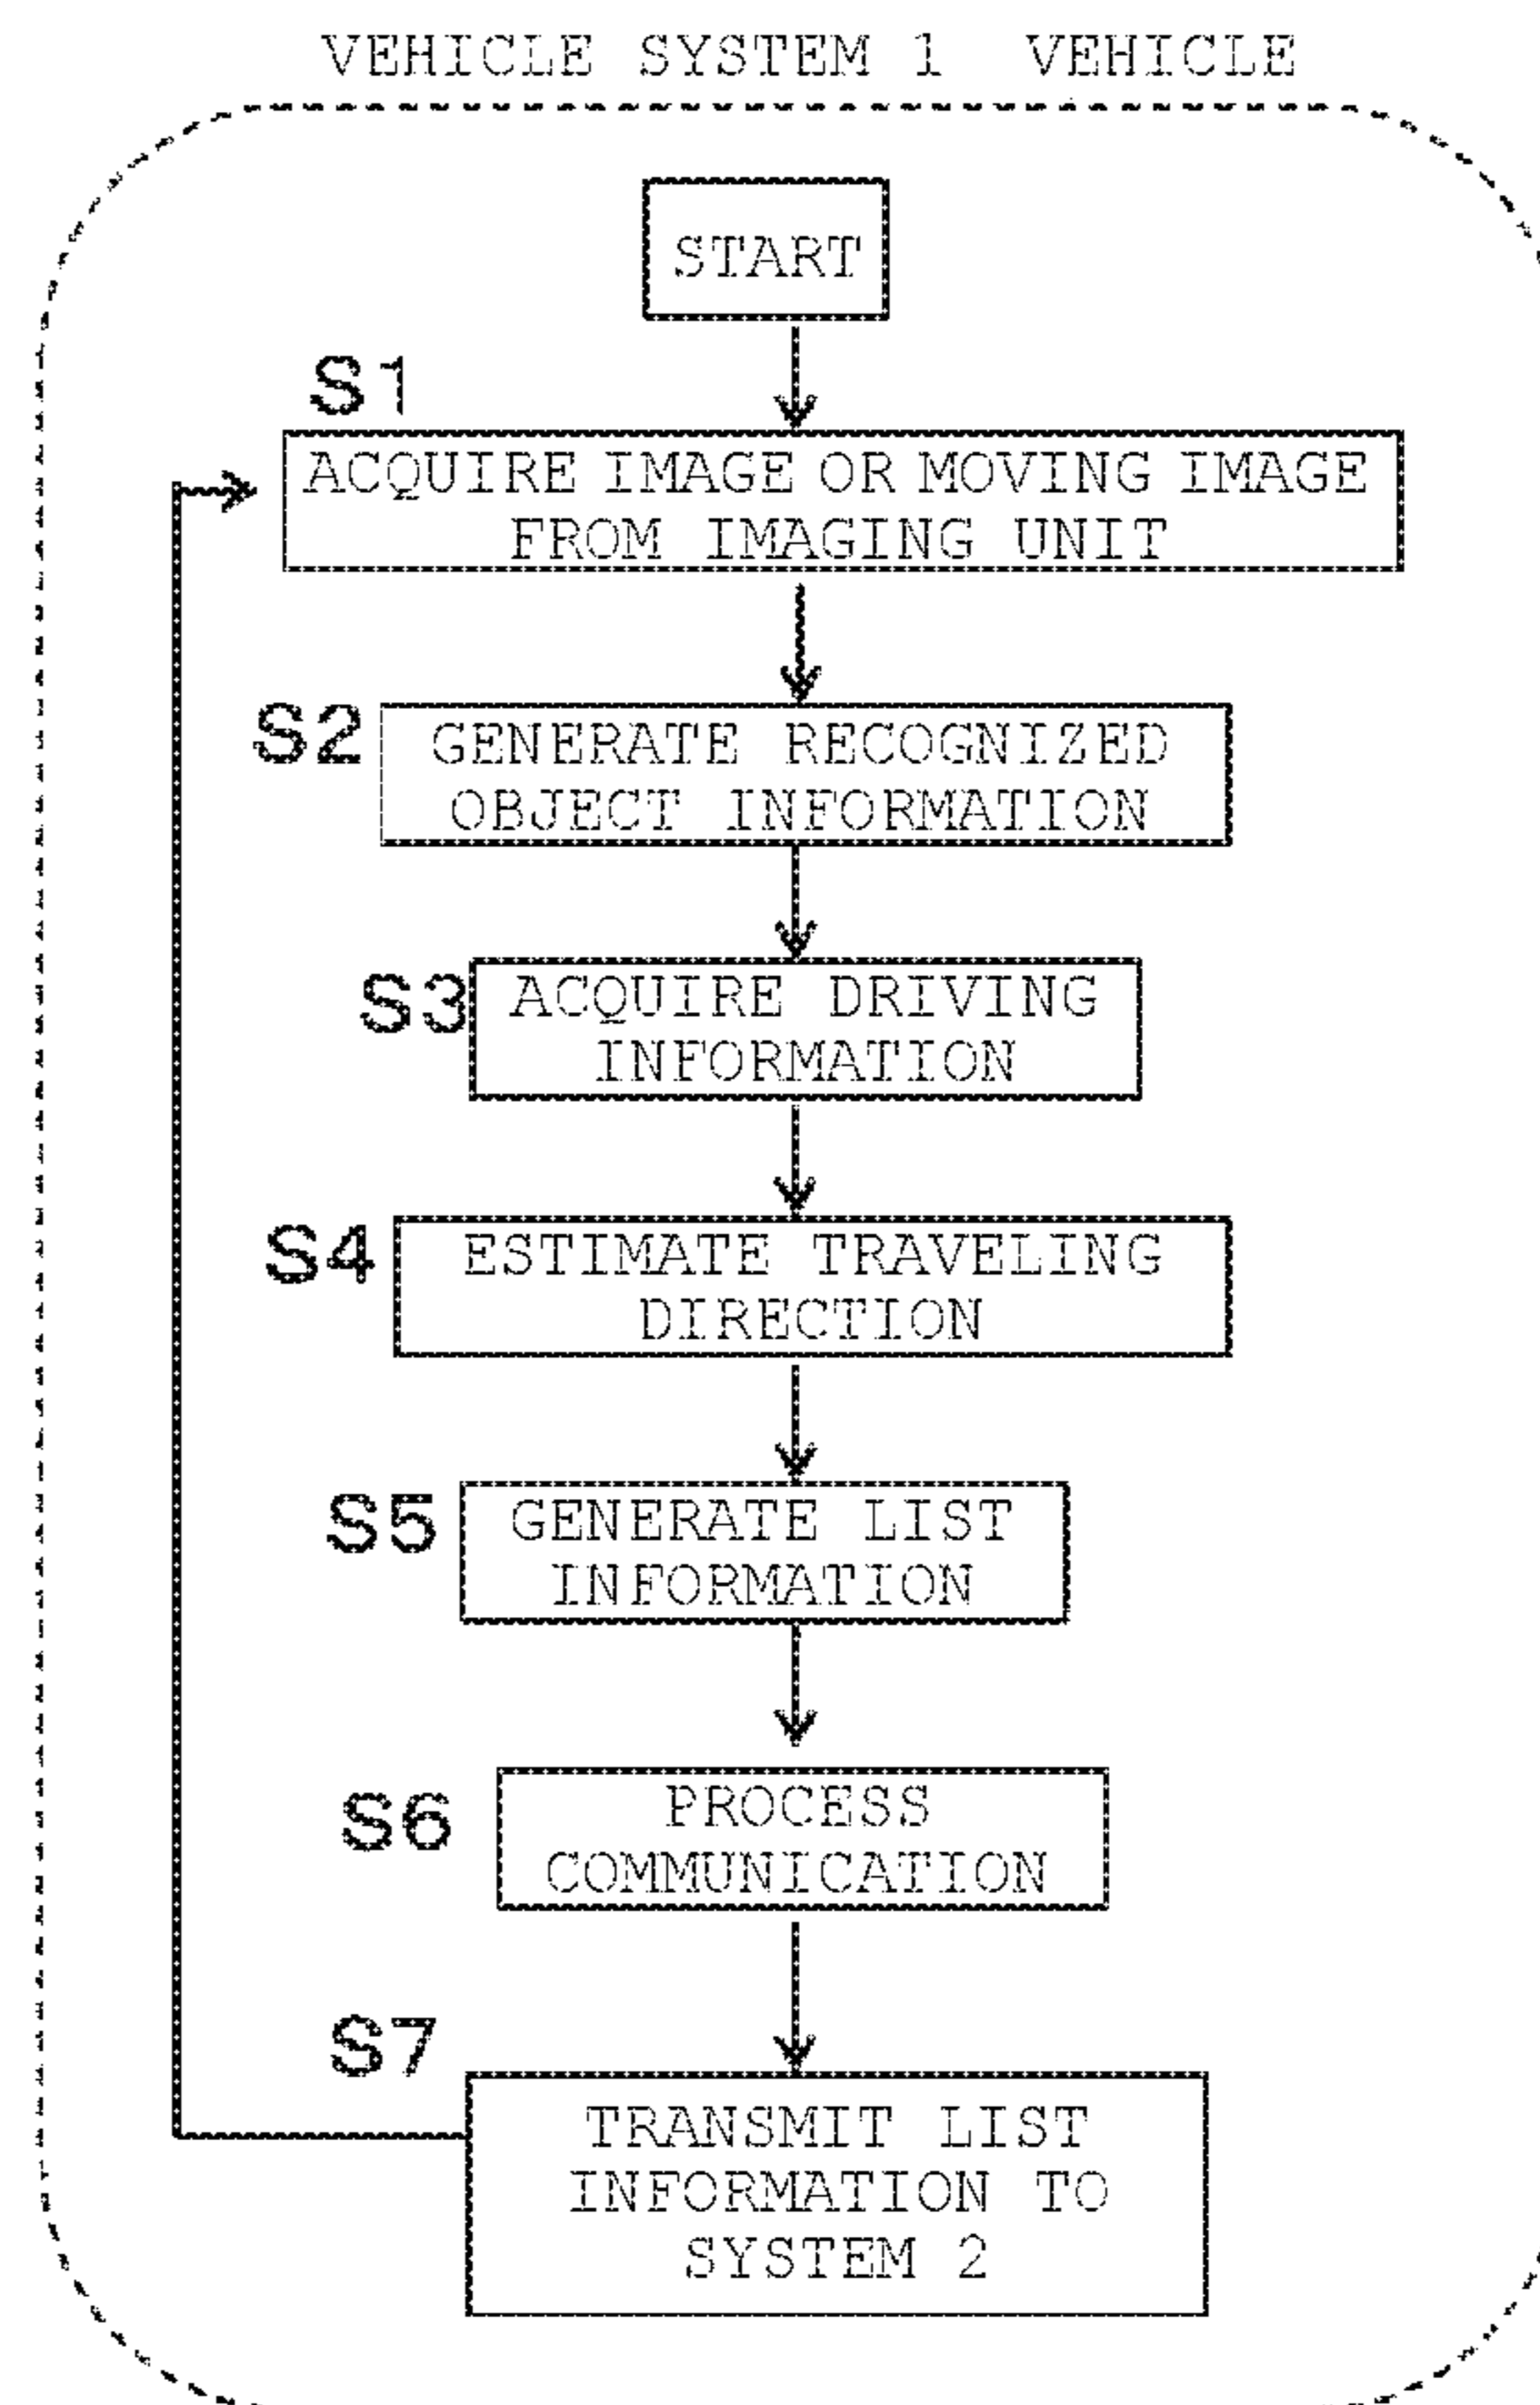 VEHICLE SYSTEM 1 VEHICLE
START
S1
ACQUIRE IMAGE OR MOVING IMAGE
FROM IMAGING UNIT
S2
GENERATE RECOGNIZED
OBJECT INFORMATION
S3
ACQUIRE DRIVING
INFORMATION
S4
ESTIMATE TRAVELING
DIRECTION
S5
GENERATE LIST
INFORMATION
S6
PROCESS
COMMUNICATION
S7
TRANSMIT LIST
INFORMATION TO
SYSTEM 2